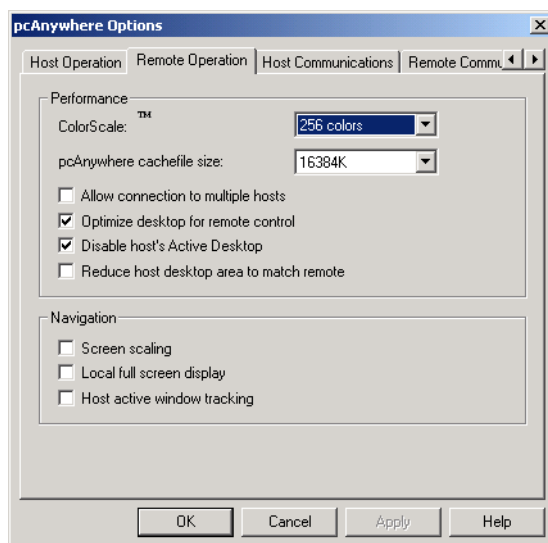 pcAnywhere Options
Host Operation Remote Operation Host Communications Remote
Performance
ColorScale: ™ 256 colors
pcAnywhere cachefile size: 16384K
Allow connection to multiple hosts
Optimize desktop for remote control
Disable host's Active Desktop
Reduce host desktop area to match remote
Navigation
Screen scaling
Local full screen display
Host active window tracking
OK Cancel Apply Help